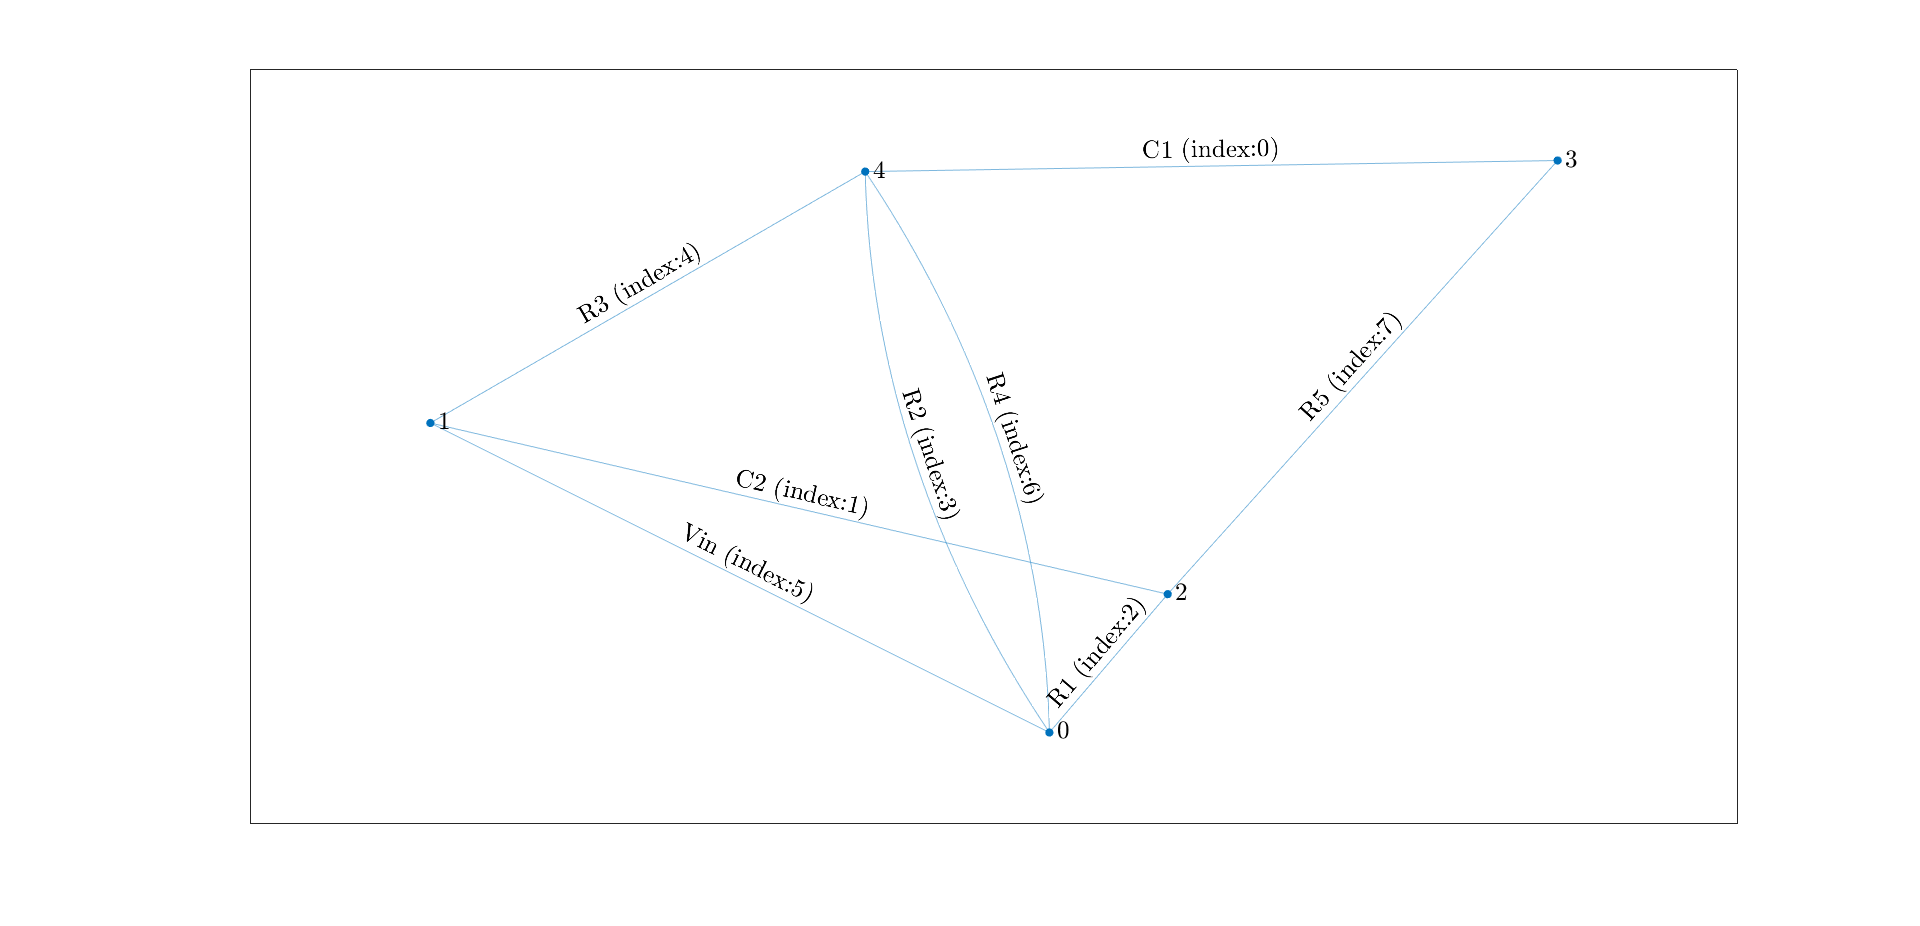 C1 (index:0)
3
4
R3 (index:4)
R5 (index:7)
R4 (index:6)
R2 (index:3)
1
C2 (index:1)
Vin (index:5)
2
R1 (index:2)
0